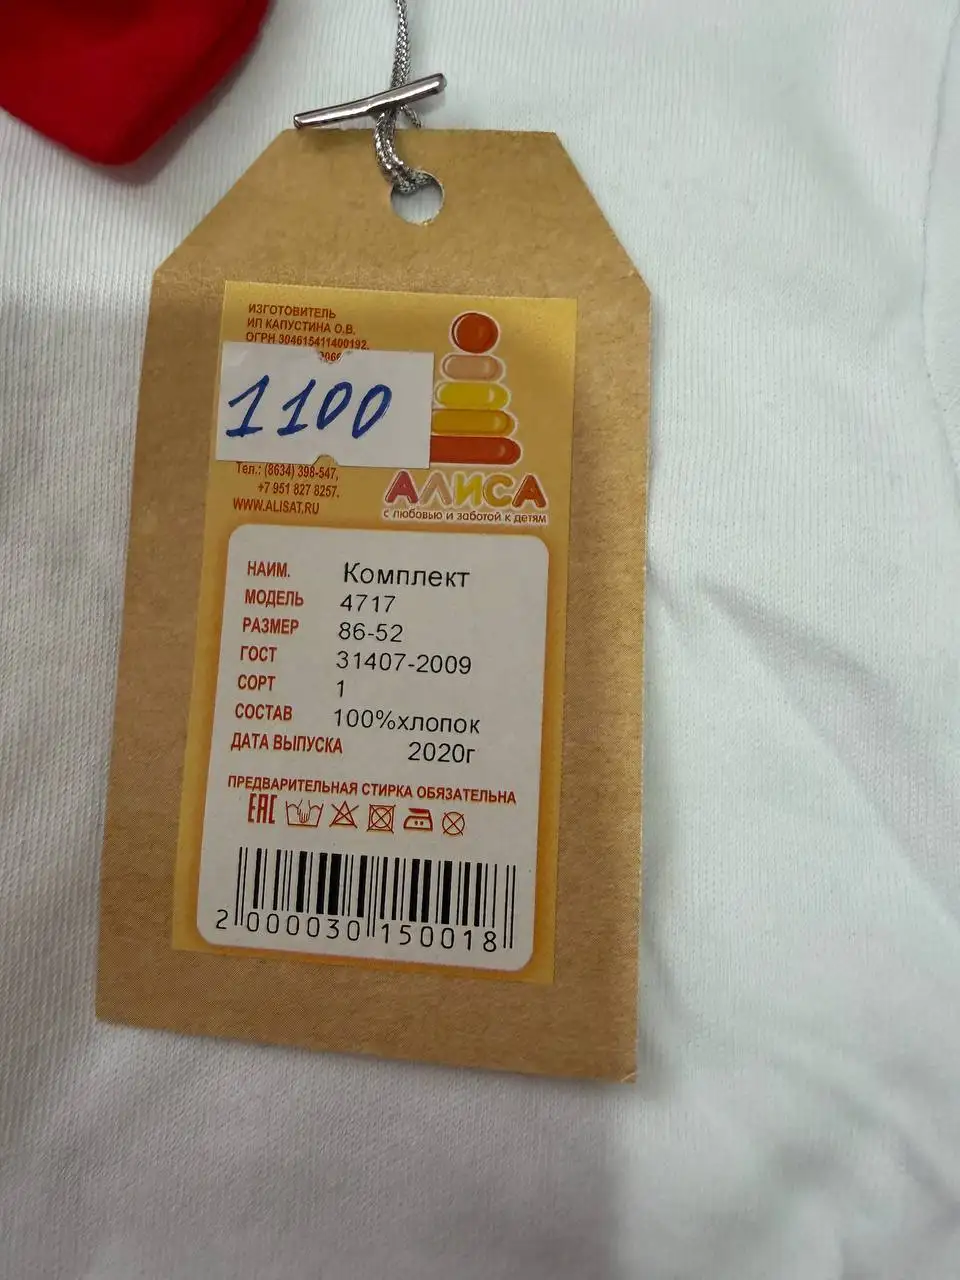 ИЗГОТОВИТЕЛЬ
ИП КАПУСТИНА О.В.
ОГРН 304615411400192,
1100
Тел.: (8634) 398-547,
+7 951 827 8257.
WWW.ALISAT.RU
АЛИСА
с любовью и заботой к детям
НАИМ. Комплект
МОДЕЛЬ 4717
РАЗМЕР 86-52
ГОСТ 31407-2009
СОРТ 1
СОСТАВ 100%хлопок
ДАТА ВЫПУСКА 2020г
ПРЕДВАРИТЕЛЬНАЯ СТИРКА ОБЯЗАТЕЛЬНА
EAC
2 000030 150018